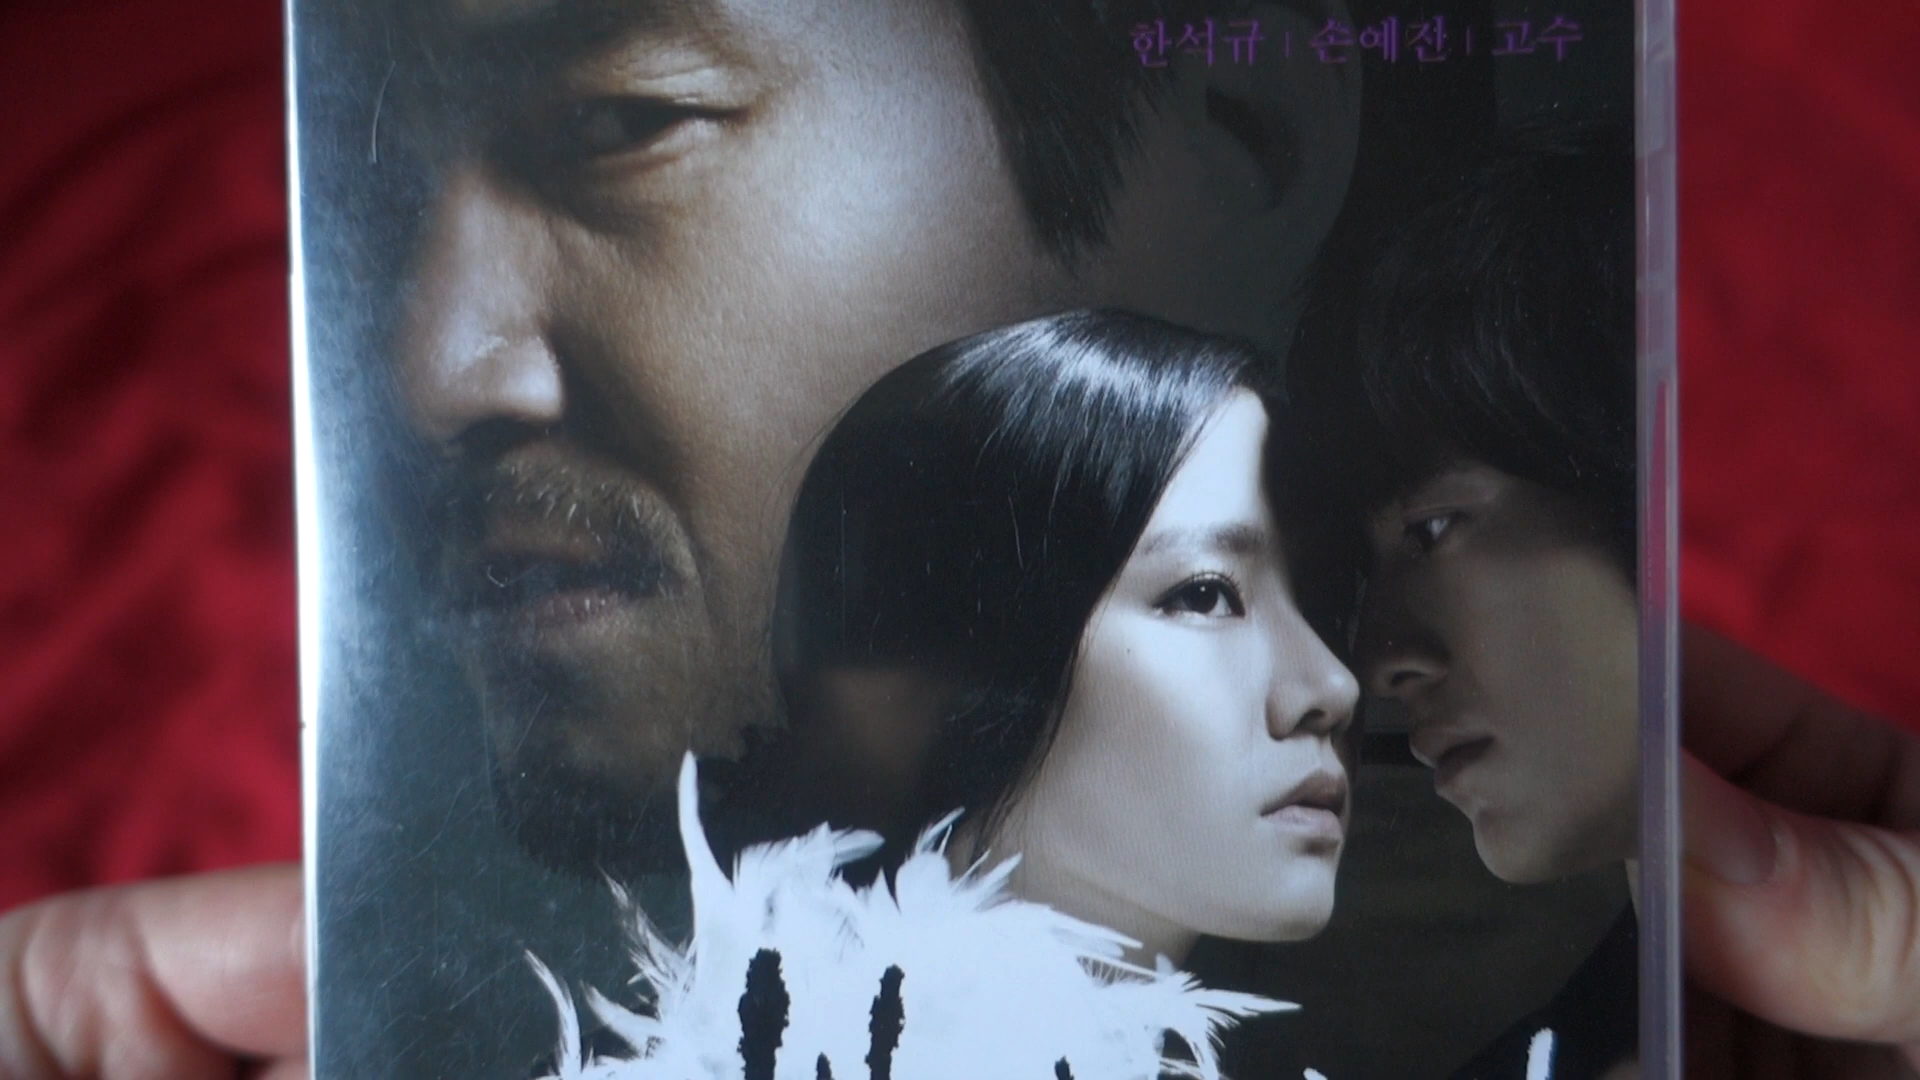 한석규 | 손예진 | 고수